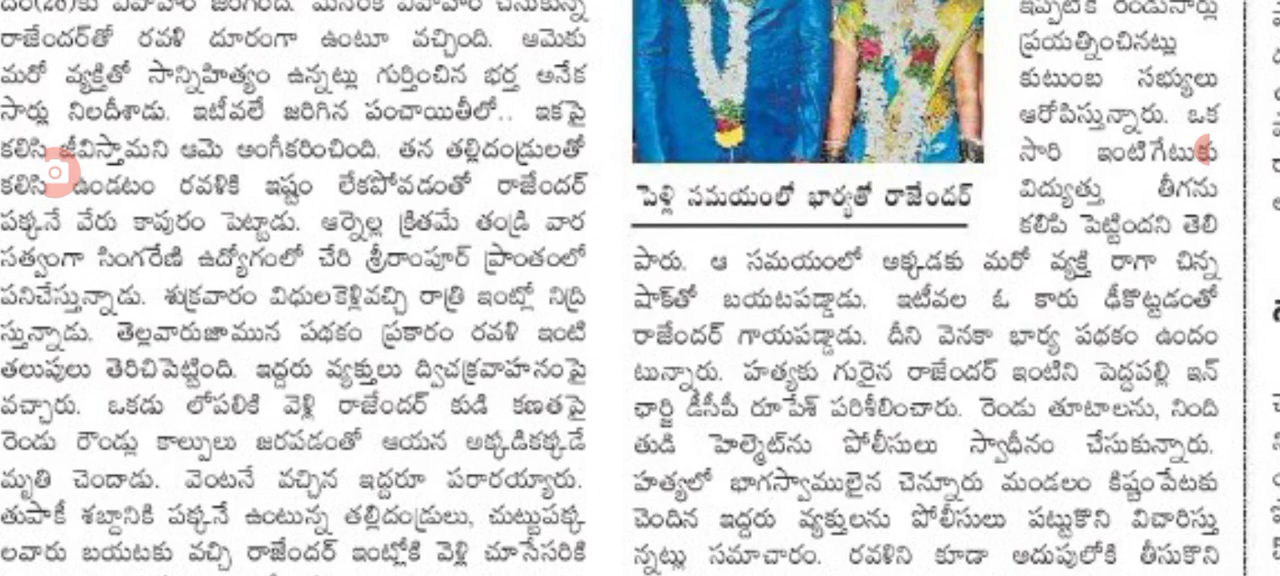 వివాహం జరిగింది.
రాజేందర్‌తో రవళి దూరంగా ఉంటూ వచ్చింది. ఆమెకు
మరో వ్యక్తితో సాన్నిహిత్యం ఉన్నట్లు గుర్తించిన భర్త అనేక
సార్లు నిలదీశాడు. ఇటీవలే జరిగిన పంచాయితీలో.. ఇకపై
కలిసి జీవిస్తామని ఆమె అంగీకరించింది. తన తల్లిదండ్రులతో
కలిసి ఉండటం రవళికి ఇష్టం లేకపోవడంతో రాజేందర్
పక్కనే వేరు కాపురం పెట్టాడు. ఆర్నెల్ల క్రితమే తండ్రి వార
సత్వంగా సింగరేణి ఉద్యోగంలో చేరి శ్రీరాంపూర్ ప్రాంతంలో
పనిచేస్తున్నాడు. శుక్రవారం విధులకెళ్లివచ్చి రాత్రి ఇంట్లో నిద్రి
స్తున్నాడు. తెల్లవారుజామున పథకం ప్రకారం రవళి ఇంటి
తలుపులు తెరిచిపెట్టింది. ఇద్దరు వ్యక్తులు ద్విచక్రవాహనంపై
వచ్చారు. ఒకడు లోపలికి వెళ్లి రాజేందర్ కుడి కణతపై
రెండు రౌండ్లు కాల్పులు జరపడంతో ఆయన అక్కడికక్కడే
మృతి చెందాడు. వెంటనే వచ్చిన ఇద్దరూ పరారయ్యారు.
తుపాకీ శబ్దానికి పక్కనే ఉంటున్న తల్లిదండ్రులు, చుట్టుపక్క
లవారు బయటకు వచ్చి రాజేందర్ ఇంట్లోకి వెళ్లి చూసేసరికి
పెళ్లి సమయంలో భార్యతో రాజేందర్
ఇప్పటికే రెండుసార్లు
ప్రయత్నించినట్లు
కుటుంబ సభ్యులు
ఆరోపిస్తున్నారు. ఒక
సారి ఇంటిగేటుకు
విద్యుత్తు తీగను
కలిపి పెట్టిందని తెలి
పారు. ఆ సమయంలో అక్కడకు మరో వ్యక్తి రాగా చిన్న
షాక్‌తో బయటపడ్డాడు. ఇటీవల ఓ కారు ఢీకొట్టడంతో
రాజేందర్ గాయపడ్డాడు. దీని వెనకా భార్య పథకం ఉందం
టున్నారు. హత్యకు గురైన రాజేందర్ ఇంటిని పెద్దపల్లి ఇన్
ఛార్జి డీసీపీ రూపేశ్ పరిశీలించారు. రెండు తూటాలను, నింది
తుడి హెల్మెట్‌ను పోలీసులు స్వాధీనం చేసుకున్నారు.
హత్యలో భాగస్వాములైన చెన్నూరు మండలం కిష్టంపేటకు
చెందిన ఇద్దరు వ్యక్తులను పోలీసులు పట్టుకొని విచారిస్తు
న్నట్లు సమాచారం. రవళిని కూడా అదుపులోకి తీసుకొని